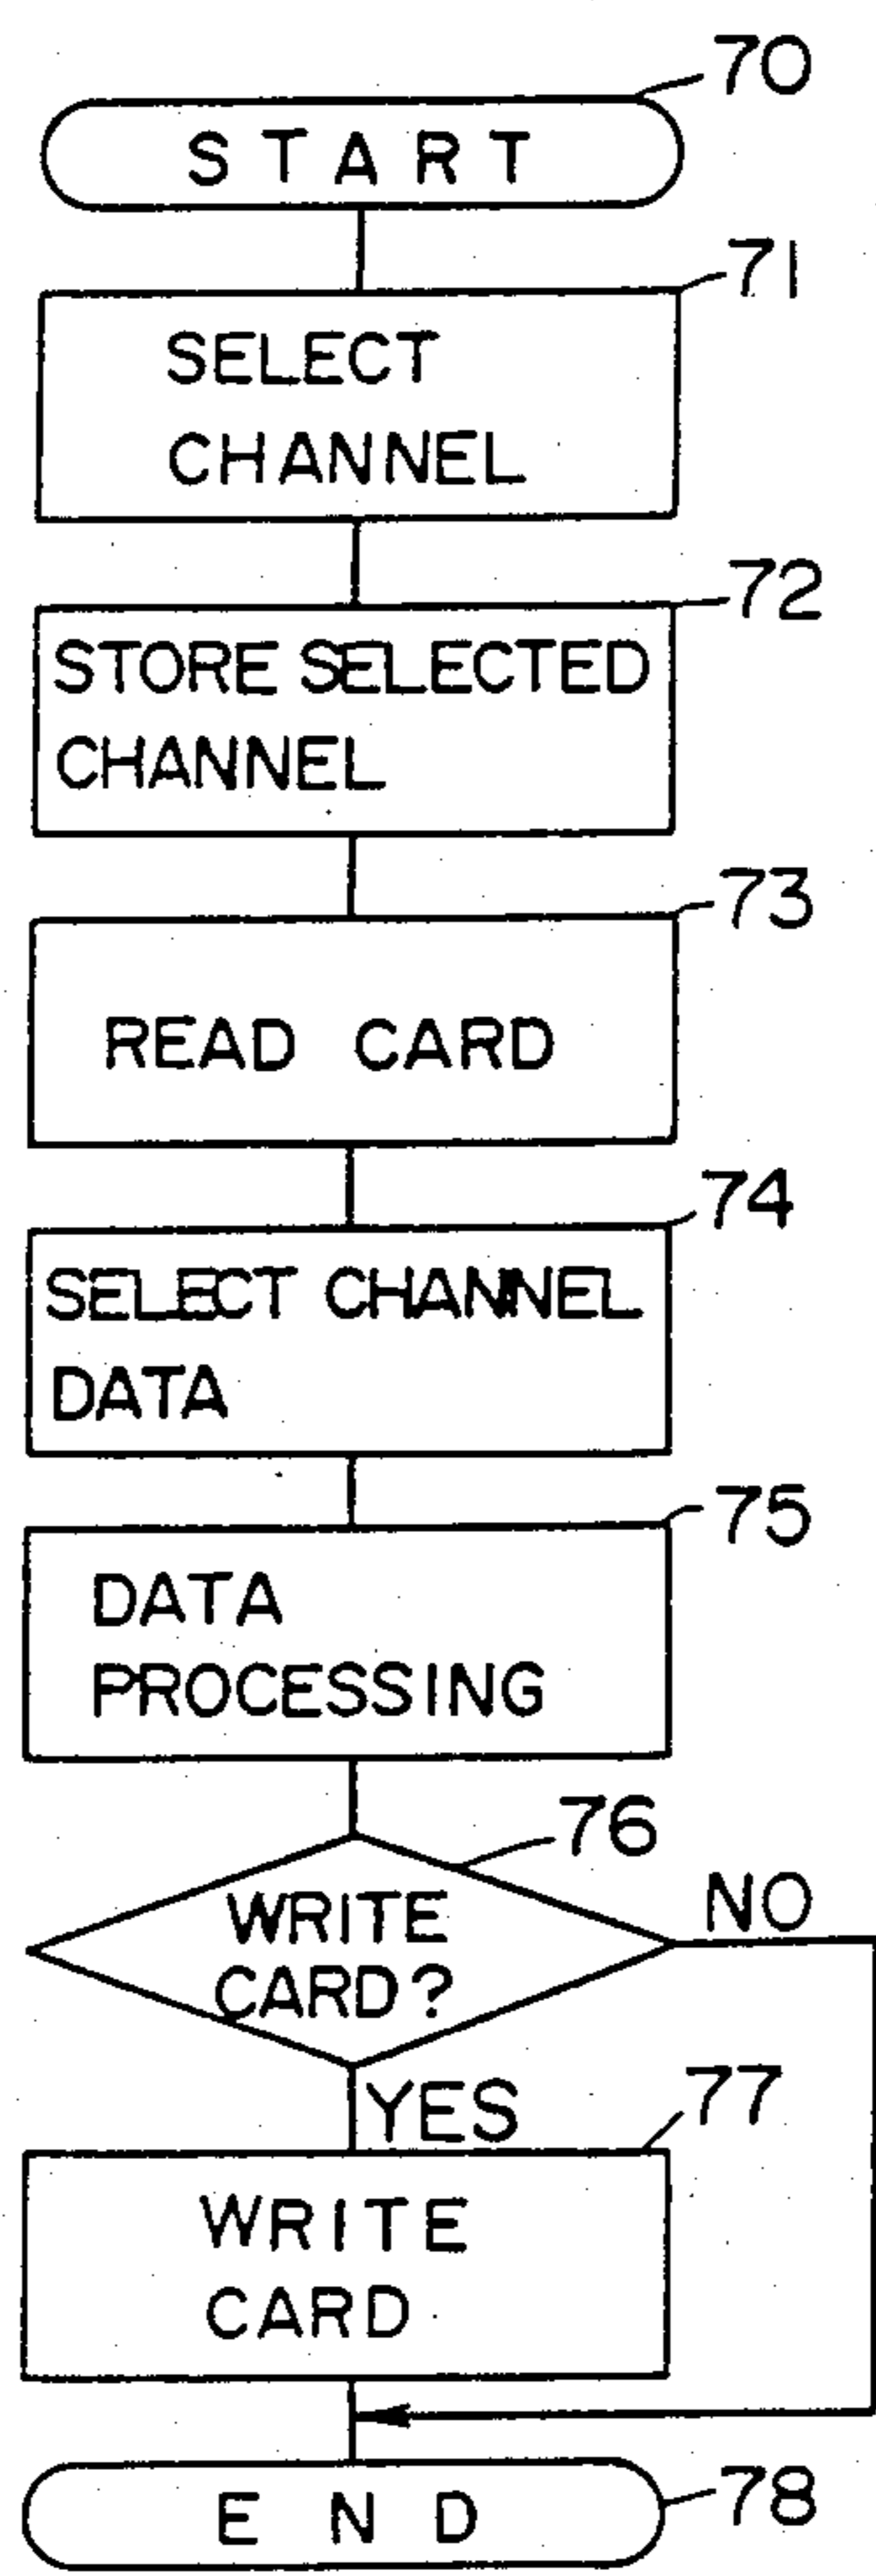 70
START
71
SELECT
CHANNEL
72
STORE SELECTED
CHANNEL
73
READ CARD
74
SELECT CHANNEL
DATA
75
DATA
PROCESSING
76
WRITE
CARD?
NO
YES
77
WRITE
CARD
END
78